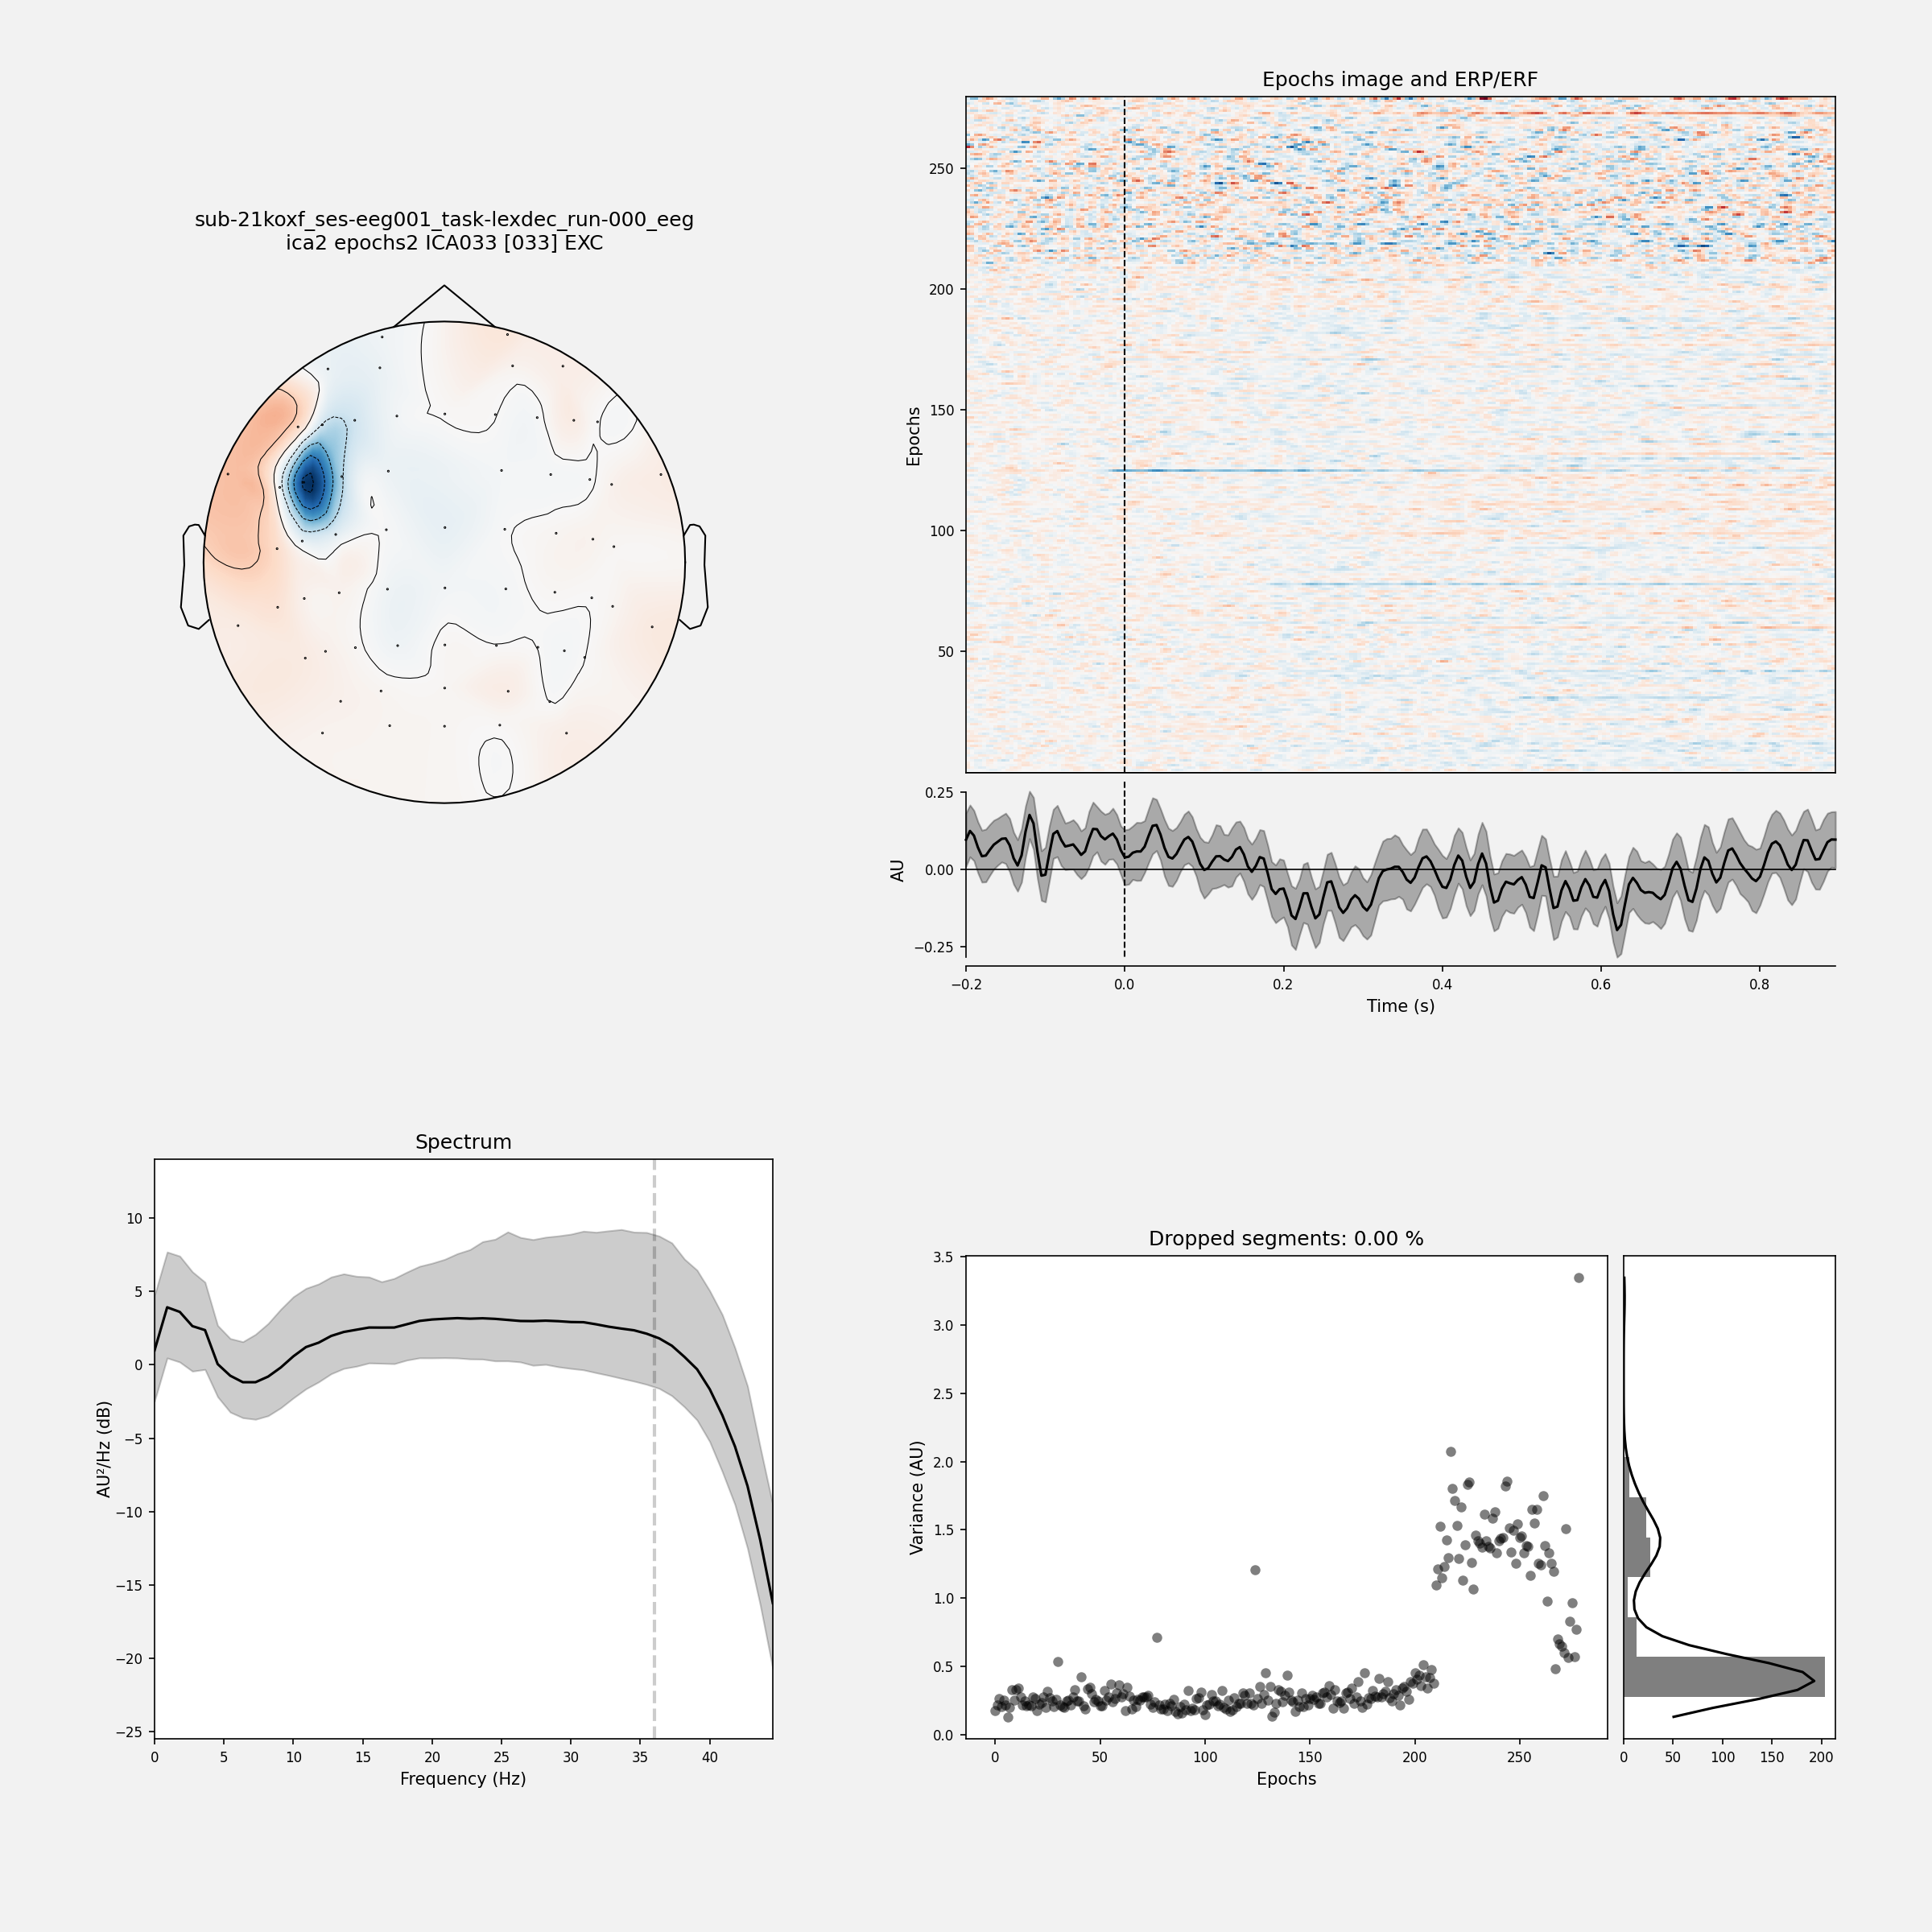 sub-21koxf_ses-eeg001_task-lexdec_run-000_eeg
ica2 epochs2 ICA033 [033] EXC
Epochs image and ERP/ERF
250
200
150
100
50
Epochs
0.25
0.00
−0.25
AU
−0.2 0.0 0.2 0.4 0.6 0.8
Time (s)
Spectrum
10
5
0
−5
−10
−15
−20
−25
AU²/Hz (dB)
0 5 10 15 20 25 30 35 40
Frequency (Hz)
Dropped segments: 0.00 %
3.5
3.0
2.5
2.0
1.5
1.0
0.5
0.0
Variance (AU)
0 50 100 150 200 250
Epochs
0 50 100 150 200